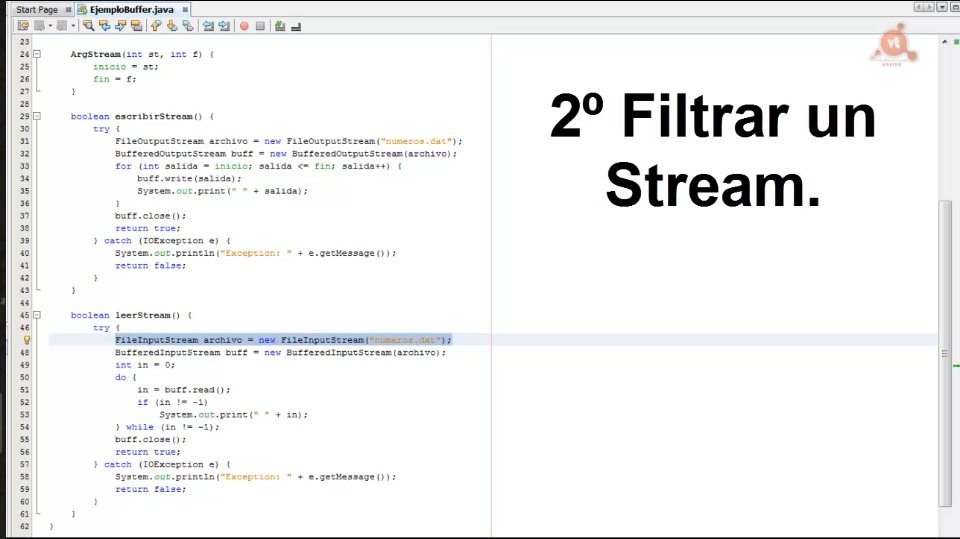 Start Page
EjemploBuffer.java
23
24 ArgStream(int st, int f) {
25 inicio = st;
26 fin = f;
27 }
28
29 boolean escribirStream() {
30 try {
31 FileOutputStream archivo = new FileOutputStream("numeros.dat");
32 BufferedOutputStream buff = new BufferedOutputStream(archivo);
33 for (int salida = inicio; salida <= fin; salida++) {
34 buff.write(salida);
35 System.out.print(" " + salida);
36 }
37 buff.close();
38 return true;
39 } catch (IOException e) {
40 System.out.println("Exception: " + e.getMessage());
41 return false;
42 }
43 }
44
45 boolean leerStream() {
46 try {
FileInputStream archivo = new FileInputStream("numeros.dat");
48 BufferedInputStream buff = new BufferedInputStream(archivo);
49 int in = 0;
50 do {
51 in = buff.read();
52 if (in != -1)
53 System.out.print(" " + in);
54 } while (in != -1);
55 buff.close();
56 return true;
57 } catch (IOException e) {
58 System.out.println("Exception: " + e.getMessage());
59 return false;
60 }
61 }
62 }
2º Filtrar un
Stream.